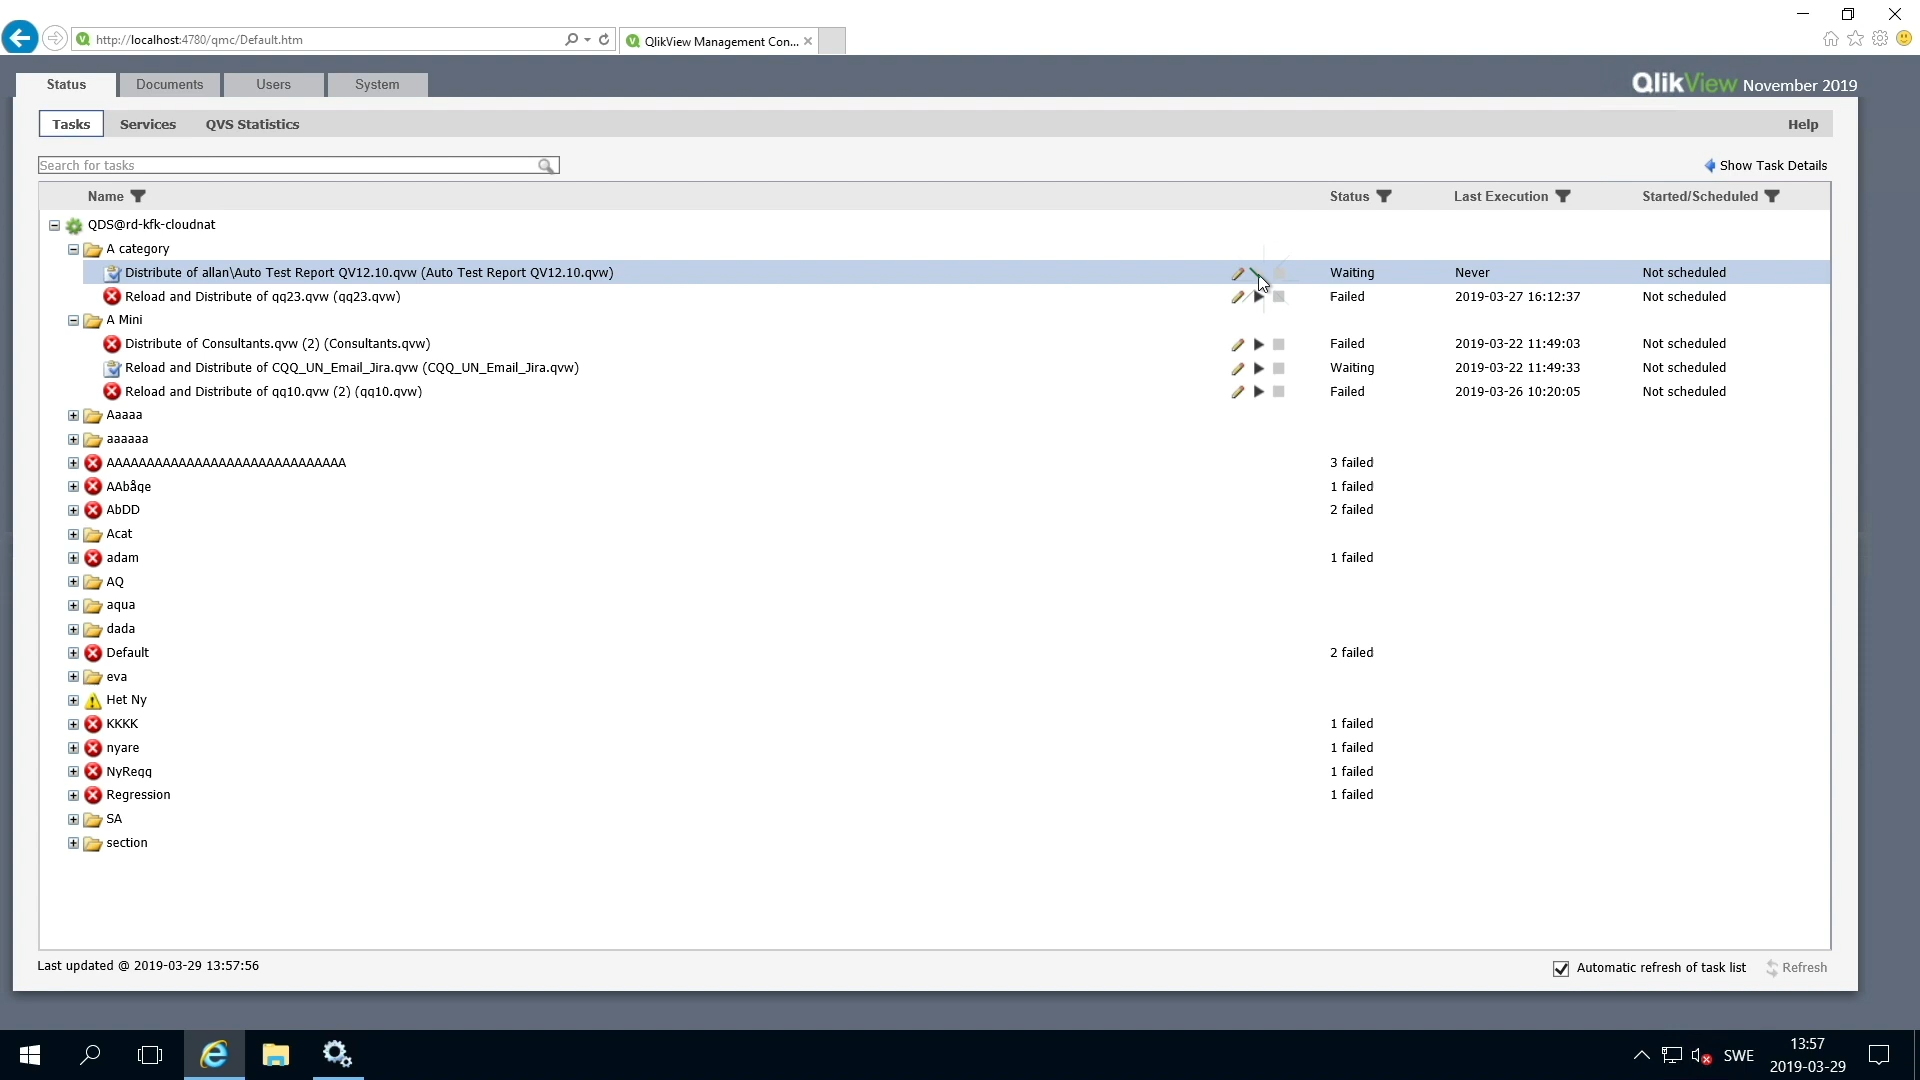 http://localhost:4780/qmc/Default.htm
QlikView Management Con...
Status Documents Users System
QlikView November 2019
Tasks Services QVS Statistics Help
Search for tasks
Show Task Details
Name Status Last Execution Started/Scheduled
QDS@rd-kfk-cloudnat
A category
Distribute of allan\Auto Test Report QV12.10.qvw (Auto Test Report QV12.10.qvw) Waiting Never Not scheduled
Reload and Distribute of qq23.qvw (qq23.qvw) Failed 2019-03-27 16:12:37 Not scheduled
A Mini
Distribute of Consultants.qvw (2) (Consultants.qvw) Failed 2019-03-22 11:49:03 Not scheduled
Reload and Distribute of CQQ_UN_Email_Jira.qvw (CQQ_UN_Email_Jira.qvw) Waiting 2019-03-22 11:49:33 Not scheduled
Reload and Distribute of qq10.qvw (2) (qq10.qvw) Failed 2019-03-26 10:20:05 Not scheduled
Aaaaa
aaaaaa
AAAAAAAAAAAAAAAAAAAAAAAAAAAAAA 3 failed
AAbåge 1 failed
AbDD 2 failed
Acat
adam 1 failed
AQ
aqua
dada
Default 2 failed
eva
Het Ny
KKKK 1 failed
nyare 1 failed
NyRegg 1 failed
Regression 1 failed
SA
section
Last updated @ 2019-03-29 13:57:56
Automatic refresh of task list Refresh
SWE
13:57
2019-03-29